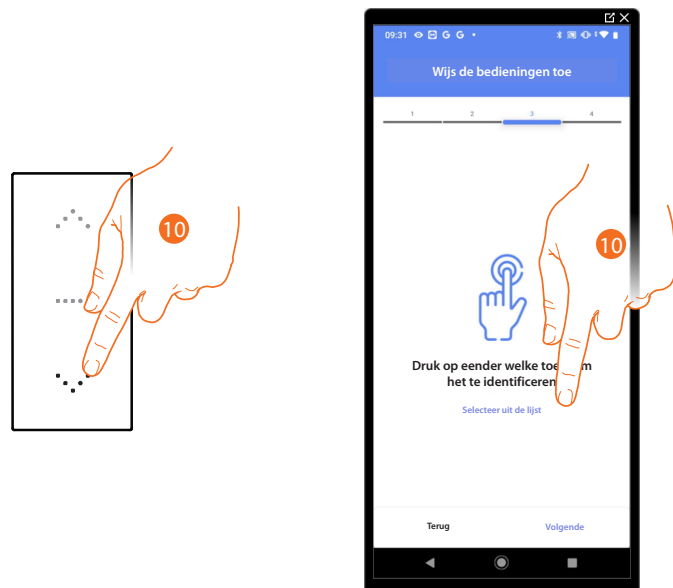 10
09:31 G G
Wijs de bedieningen toe
1 2 3 4
10
Druk op eender welke toe m
het te identificeren
Selecteer uit de lijst
Terug Volgende